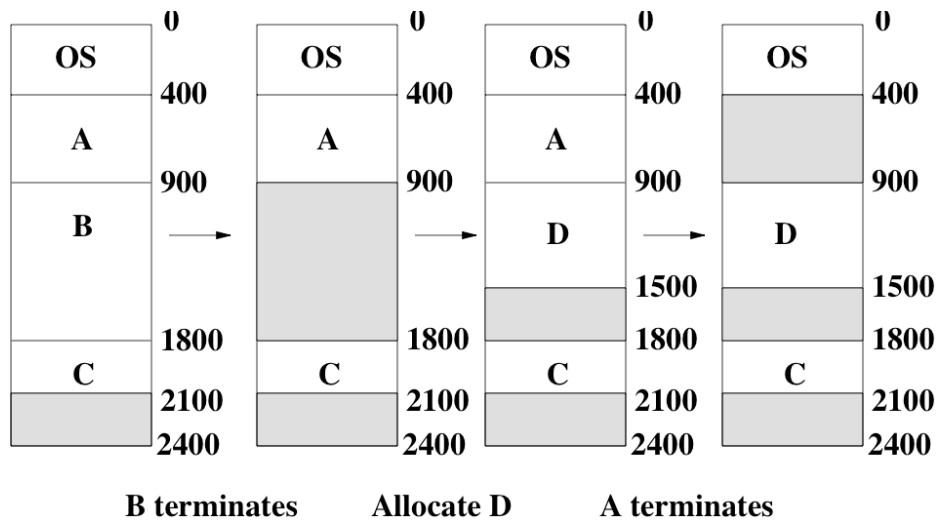 0 0 0 0
OS OS OS OS
400 400 400 400
A A A
900 900 900 900
B D D
1500 1500
1800 1800 1800 1800
C C C C
2100 2100 2100 2100
2400 2400 2400 2400
B terminates Allocate D A terminates